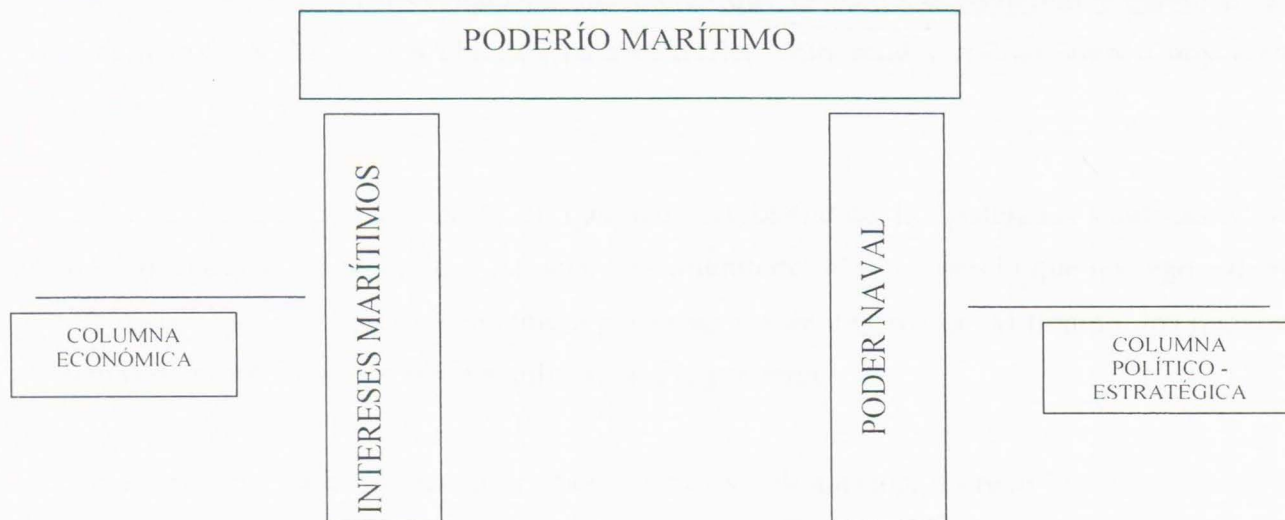 PODERÍO MARÍTIMO
INTERESES MARÍTIMOS
PODER NAVAL
COLUMNA
ECONÓMICA
COLUMNA
POLÍTICO -
ESTRATÉGICA